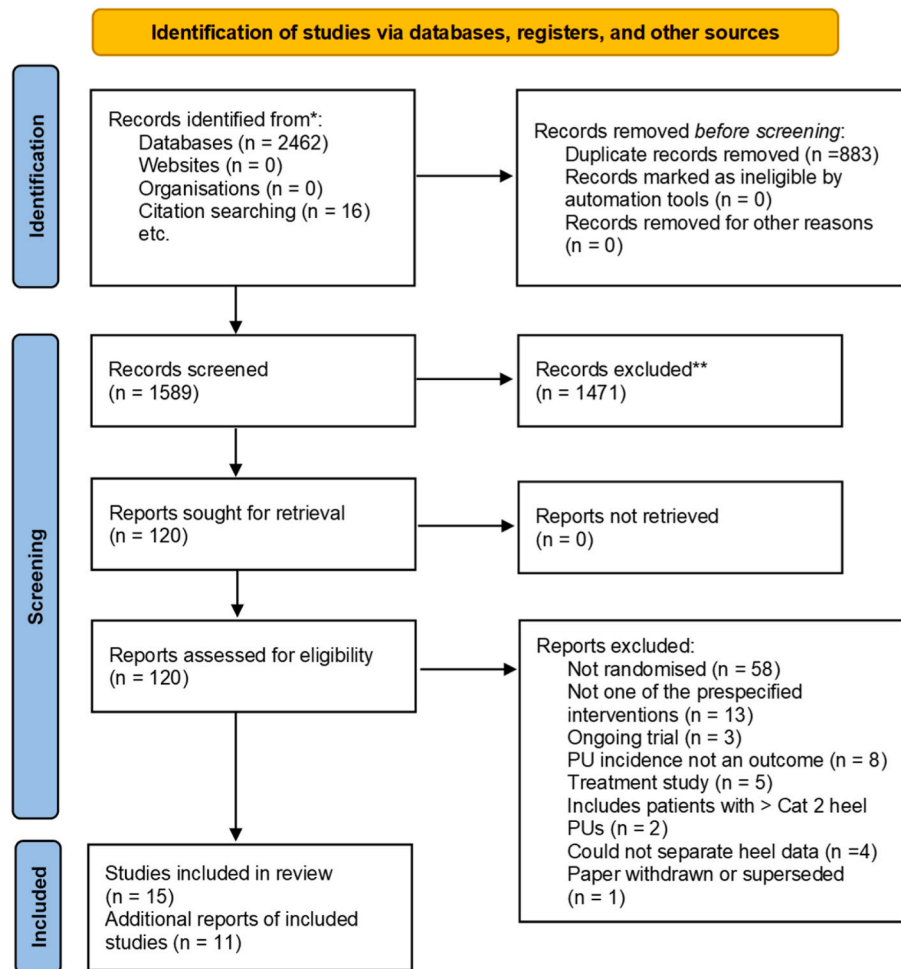 Identification of studies via databases, registers, and other sources
Identification
Records identified from*:
Databases (n = 2462)
Websites (n = 0)
Organisations (n = 0)
Citation searching (n = 16)
etc.
Records removed before screening:
Duplicate records removed (n =883)
Records marked as ineligible by
automation tools (n = 0)
Records removed for other reasons
(n = 0)
Screening
Records screened
(n = 1589)
Records excluded**
(n = 1471)
Reports sought for retrieval
(n = 120)
Reports not retrieved
(n = 0)
Reports assessed for eligibility
(n = 120)
Reports excluded:
Not randomised (n = 58)
Not one of the prespecified
interventions (n = 13)
Ongoing trial (n = 3)
PU incidence not an outcome (n = 8)
Treatment study (n = 5)
Includes patients with > Cat 2 heel
PUs (n = 2)
Could not separate heel data (n =4)
Paper withdrawn or superseded
(n = 1)
Included
Studies included in review
(n = 15)
Additional reports of included
studies (n = 11)